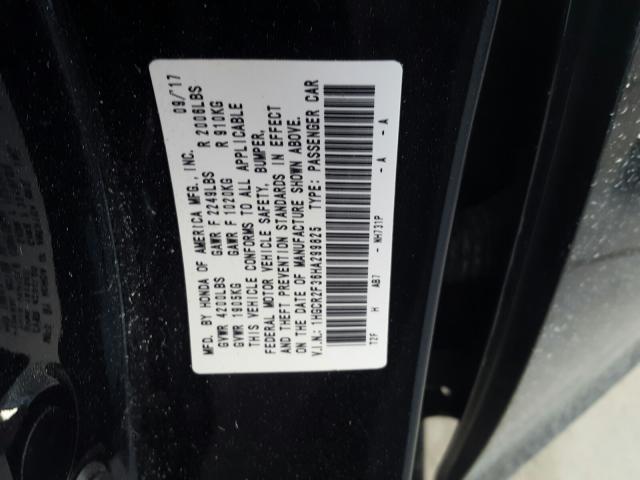 MFD. BY HONDA OF AMERICA MFG., INC. 09/17
GVWR 4200LBS GAWR F 2249LBS R 2006LBS
GVWR 1905KG GAWR F 1020KG R 910KG
THIS VEHICLE CONFORMS TO ALL APPLICABLE
FEDERAL MOTOR VEHICLE SAFETY, BUMPER,
AND THEFT PREVENTION STANDARDS IN EFFECT
ON THE DATE OF MANUFACTURE SHOWN ABOVE.
V.I.N.: 1HGCR2F36HA299825 TYPE: PASSENGER CAR
T2F H AB7 - NH731P - A - A